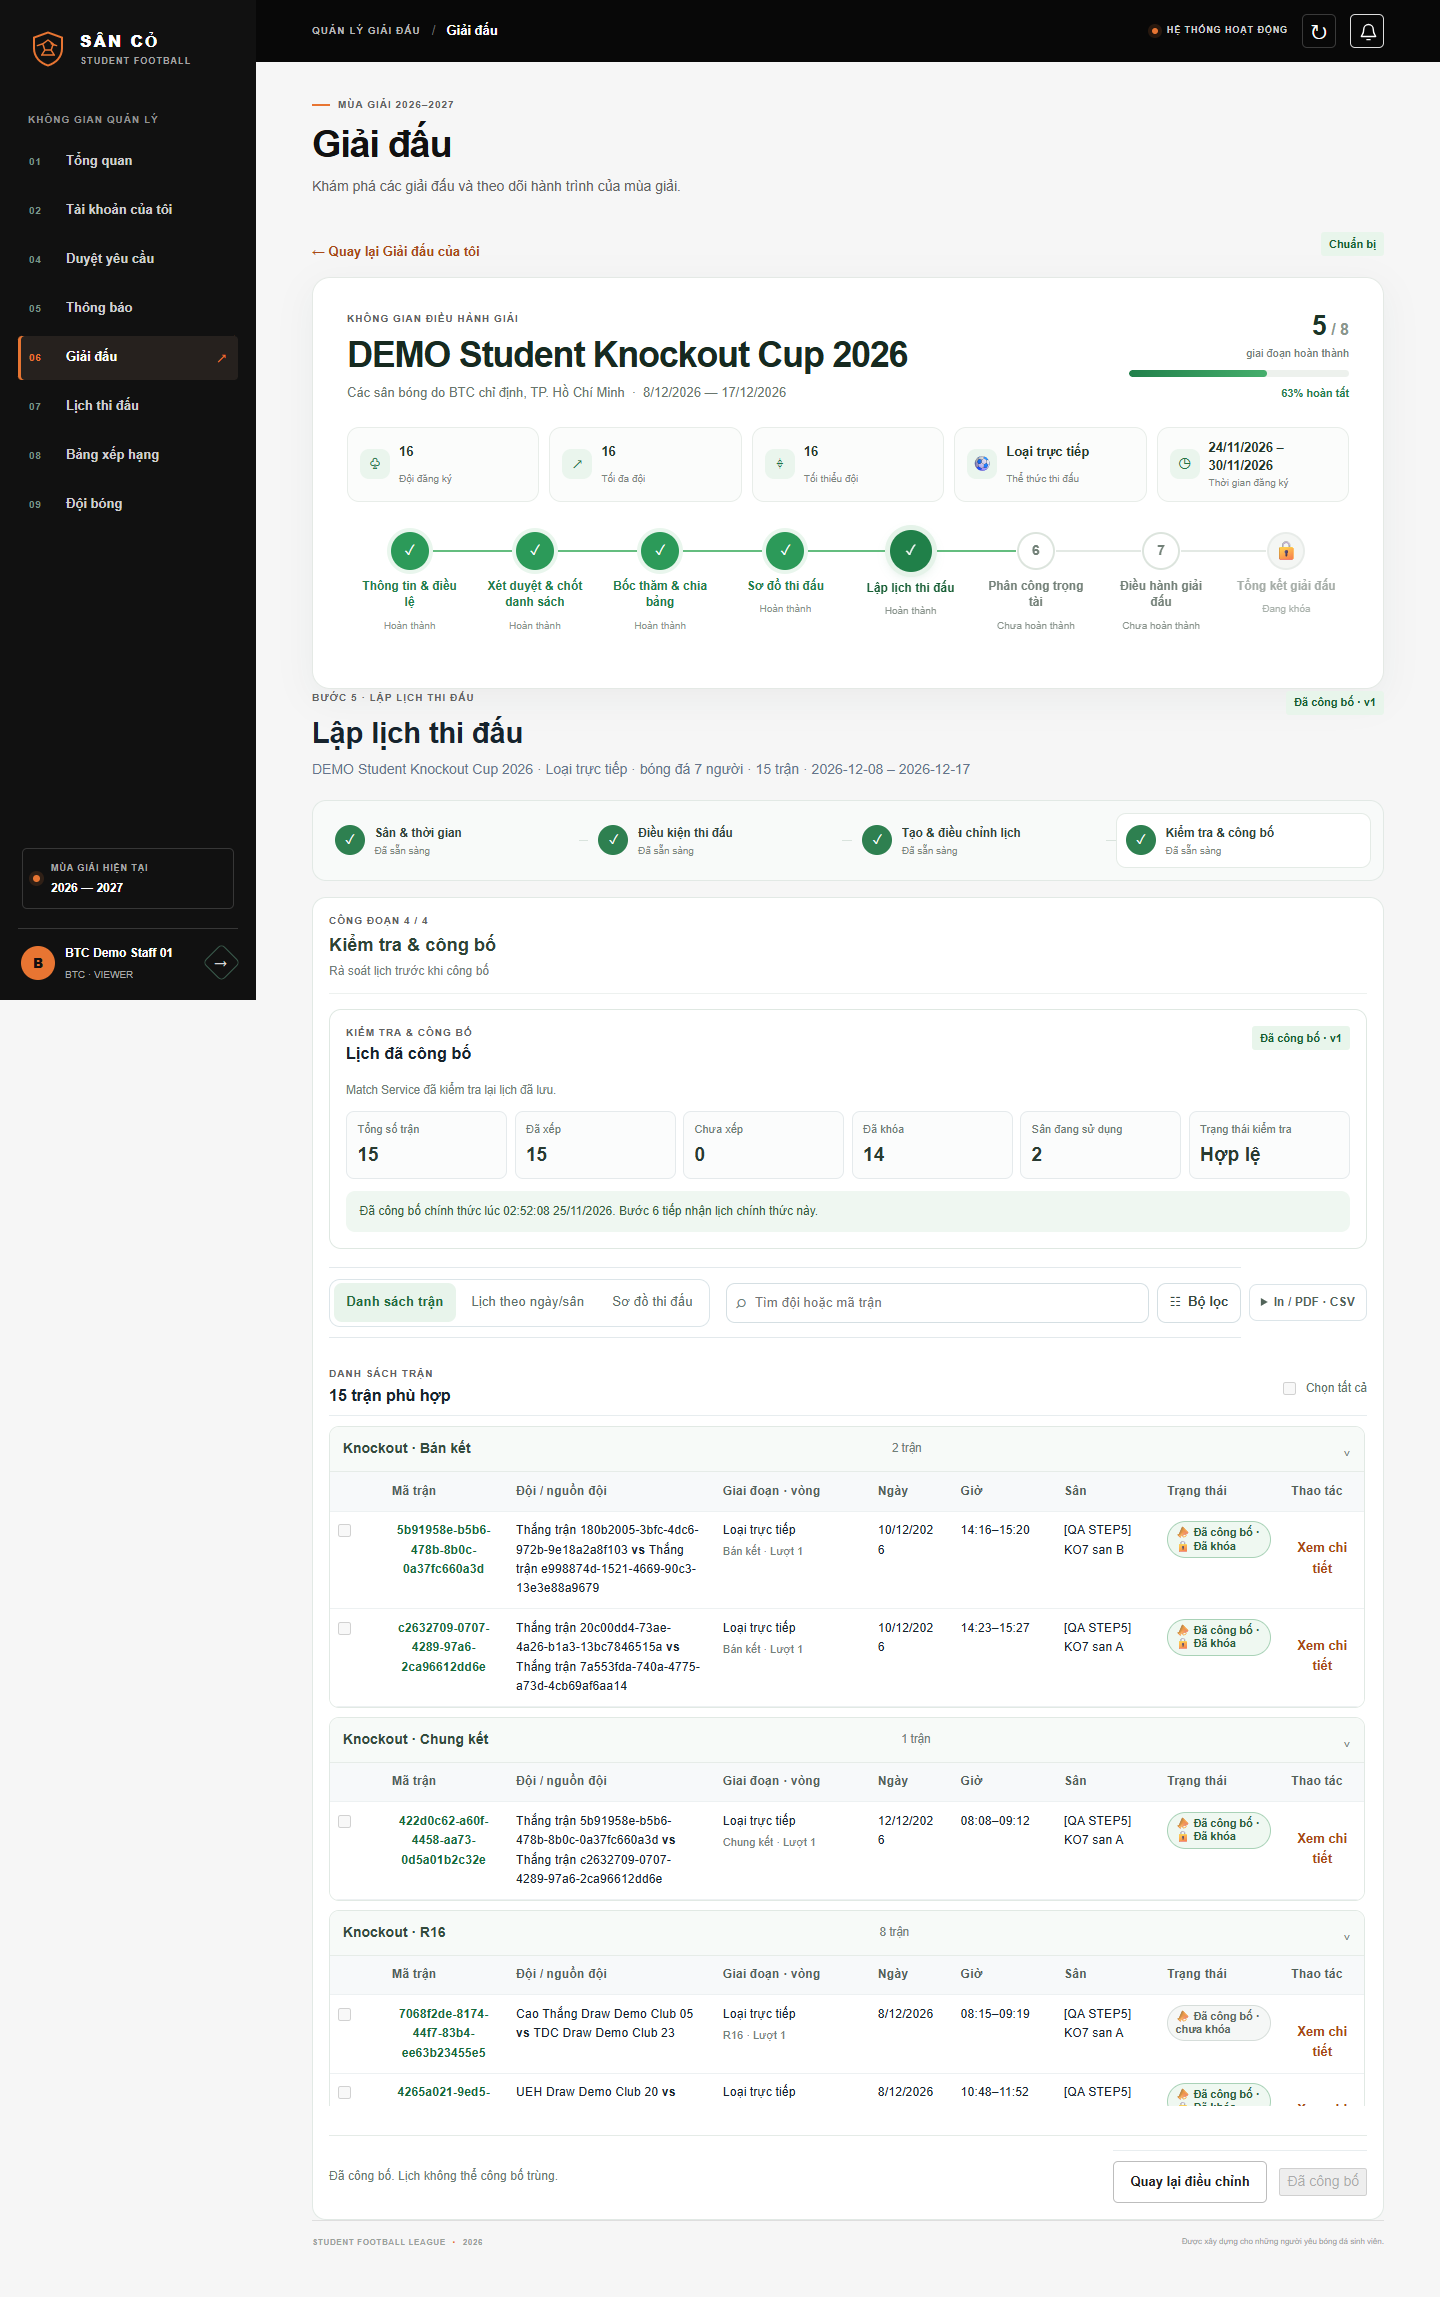 SÂN CỎ
STUDENT FOOTBALL
KHÔNG GIAN QUẢN LÝ
01 Tổng quan
02 Tài khoản của tôi
04 Duyệt yêu cầu
05 Thông báo
06 Giải đấu ↗
07 Lịch thi đấu
08 Bảng xếp hạng
09 Đội bóng
MÙA GIẢI HIỆN TẠI
2026 — 2027
B
BTC Demo Staff 01
BTC · VIEWER
→
QUẢN LÝ GIẢI ĐẤU / Giải đấu
HỆ THỐNG HOẠT ĐỘNG
MÙA GIẢI 2026–2027
Giải đấu
Khám phá các giải đấu và theo dõi hành trình của mùa giải.
← Quay lại Giải đấu của tôi
Chuẩn bị
KHÔNG GIAN ĐIỀU HÀNH GIẢI
DEMO Student Knockout Cup 2026
Các sân bóng do BTC chỉ định, TP. Hồ Chí Minh · 8/12/2026 — 17/12/2026
5 / 8
giai đoạn hoàn thành
63% hoàn tất
16
Đội đăng ký
16
Tối đa đội
16
Tối thiểu đội
Loại trực tiếp
Thể thức thi đấu
24/11/2026 –
30/11/2026
Thời gian đăng ký
✓ ✓ ✓ ✓ ✓ 6 7
Thông tin & điều
lệ
Hoàn thành
Xét duyệt & chốt
danh sách
Hoàn thành
Bốc thăm & chia
bảng
Hoàn thành
Sơ đồ thi đấu
Hoàn thành
Lập lịch thi đấu
Hoàn thành
Phân công trọng
tài
Chưa hoàn thành
Điều hành giải
đấu
Chưa hoàn thành
Tổng kết giải đấu
Đang khóa
BƯỚC 5 · LẬP LỊCH THI ĐẤU
Đã công bố · v1
Lập lịch thi đấu
DEMO Student Knockout Cup 2026 · Loại trực tiếp · bóng đá 7 người · 15 trận · 2026-12-08 – 2026-12-17
✓ Sân & thời gian
Đã sẵn sàng
✓ Điều kiện thi đấu
Đã sẵn sàng
✓ Tạo & điều chỉnh lịch
Đã sẵn sàng
✓ Kiểm tra & công bố
Đã sẵn sàng
CÔNG ĐOẠN 4 / 4
Kiểm tra & công bố
Rà soát lịch trước khi công bố
KIỂM TRA & CÔNG BỐ
Lịch đã công bố
Đã công bố · v1
Match Service đã kiểm tra lại lịch đã lưu.
Tổng số trận
15
Đã xếp
15
Chưa xếp
0
Đã khóa
14
Sân đang sử dụng
2
Trạng thái kiểm tra
Hợp lệ
Đã công bố chính thức lúc 02:52:08 25/11/2026. Bước 6 tiếp nhận lịch chính thức này.
Danh sách trận Lịch theo ngày/sân Sơ đồ thi đấu
Tìm đội hoặc mã trận
Bộ lọc
▶ In / PDF · CSV
DANH SÁCH TRẬN
15 trận phù hợp
Chọn tất cả
Knockout · Bán kết 2 trận v
Mã trận Đội / nguồn đội Giai đoạn · vòng Ngày Giờ Sân Trạng thái Thao tác
5b91958e-b5b6-
478b-8b0c-
0a37fc660a3d
Thắng trận 180b2005-3bfc-4dc6-
972b-9e18a2a8f103 vs Thắng
trận e998874d-1521-4669-90c3-
13e3e88a9679
Loại trực tiếp
Bán kết · Lượt 1
10/12/202
6
14:16–15:20
[QA STEP5]
KO7 san B
Đã công bố ·
Đã khóa
Xem chi
tiết
c2632709-0707-
4289-97a6-
2ca96612dd6e
Thắng trận 20c00dd4-73ae-
4a26-b1a3-13bc7846515a vs
Thắng trận 7a553fda-740a-4775-
a73d-4cb69af6aa14
Loại trực tiếp
Bán kết · Lượt 1
10/12/202
6
14:23–15:27
[QA STEP5]
KO7 san A
Đã công bố ·
Đã khóa
Xem chi
tiết
Knockout · Chung kết 1 trận v
Mã trận Đội / nguồn đội Giai đoạn · vòng Ngày Giờ Sân Trạng thái Thao tác
422d0c62-a60f-
4458-aa73-
0d5a01b2c32e
Thắng trận 5b91958e-b5b6-
478b-8b0c-0a37fc660a3d vs
Thắng trận c2632709-0707-
4289-97a6-2ca96612dd6e
Loại trực tiếp
Chung kết · Lượt 1
12/12/202
6
08:08–09:12
[QA STEP5]
KO7 san A
Đã công bố ·
Đã khóa
Xem chi
tiết
Knockout · R16 8 trận v
Mã trận Đội / nguồn đội Giai đoạn · vòng Ngày Giờ Sân Trạng thái Thao tác
7068f2de-8174-
44f7-83b4-
ee63b23455e5
Cao Thắng Draw Demo Club 05
vs TDC Draw Demo Club 23
Loại trực tiếp
R16 · Lượt 1
8/12/2026
08:15–09:19
[QA STEP5]
KO7 san A
Đã công bố ·
chưa khóa
Xem chi
tiết
4265a021-9ed5-
UEH Draw Demo Club 20 vs
Loại trực tiếp
8/12/2026
10:48–11:52
[QA STEP5]
Đã công bố ·
Đã công bố. Lịch không thể công bố trùng.
Quay lại điều chỉnh
Đã công bố
STUDENT FOOTBALL LEAGUE • 2026
Được xây dựng cho những người yêu bóng đá sinh viên.